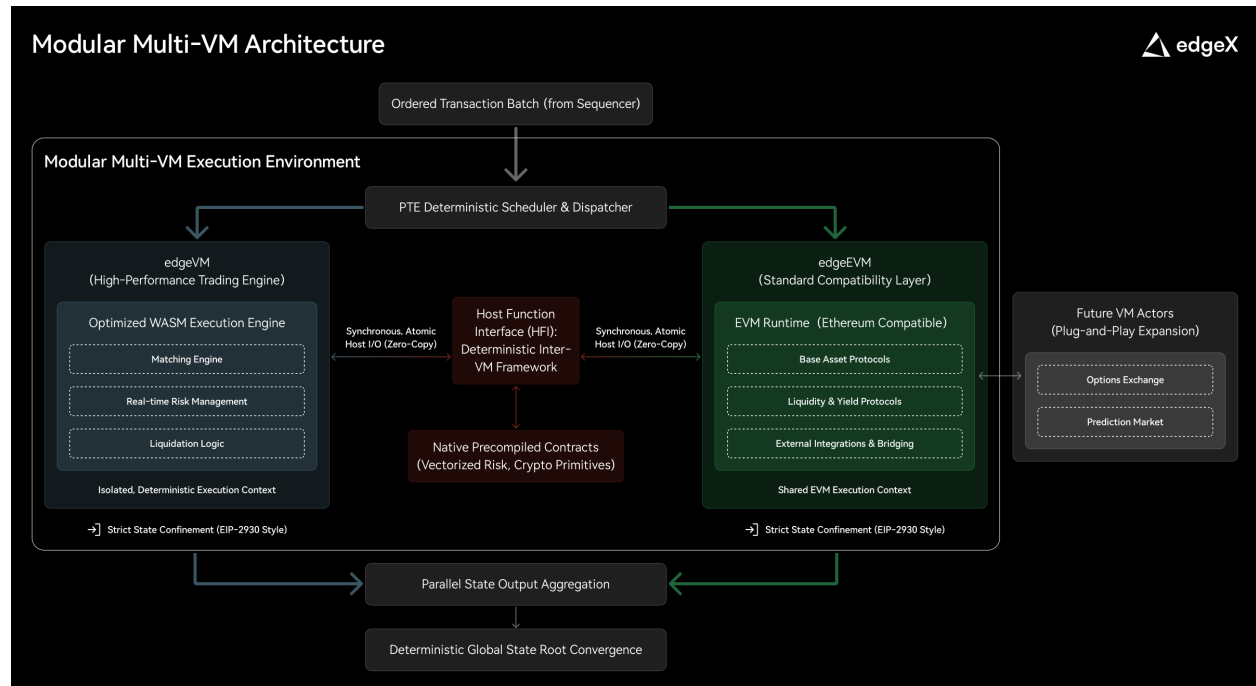 Modular Multi-VM Architecture
edgeX
Ordered Transaction Batch (from Sequencer)
Modular Multi-VM Execution Environment
PTE Deterministic Scheduler & Dispatcher
edgeVM
(High-Performance Trading Engine)
Optimized WASM Execution Engine
Matching Engine
Real-time Risk Management
Liquidation Logic
Isolated, Deterministic Execution Context
Strict State Confinement (EIP-2930 Style)
Synchronous, Atomic
Host I/O (Zero-Copy)
Host Function
Interface (HFI):
Deterministic Inter-
VM Framework
Synchronous, Atomic
Host I/O (Zero-Copy)
Native Precompiled Contracts
(Vectorized Risk, Crypto Primitives)
edgeEVM
(Standard Compatibility Layer)
EVM Runtime (Ethereum Compatible)
Base Asset Protocols
Liquidity & Yield Protocols
External Integrations & Bridging
Shared EVM Execution Context
Strict State Confinement (EIP-2930 Style)
Future VM Actors
(Plug-and-Play Expansion)
Options Exchange
Prediction Market
Parallel State Output Aggregation
Deterministic Global State Root Convergence